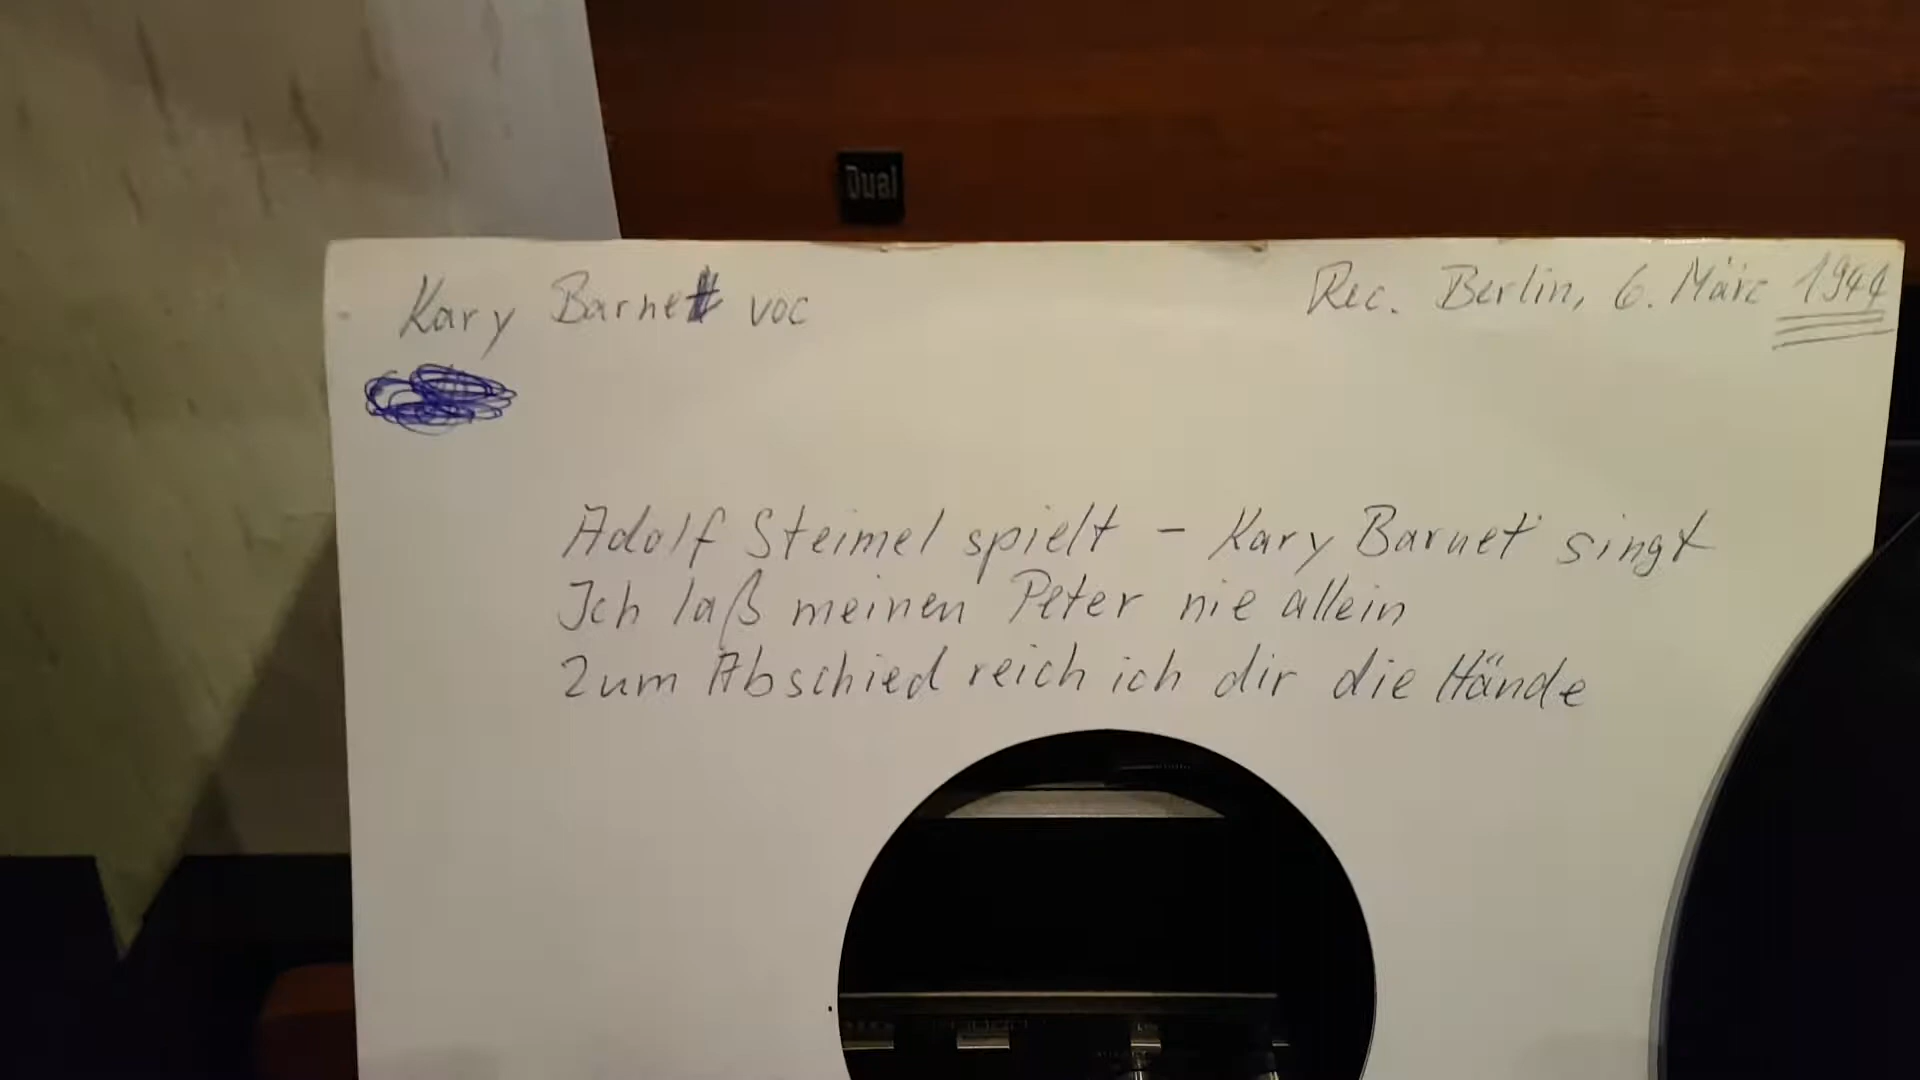 Dual
Kary Barnet voc
Rec. Berlin, 6. März 1944
Adolf Steimel spielt - Kary Barnet singt
Ich laß meinen Peter nie allein
Zum Abschied reich ich dir die Hände